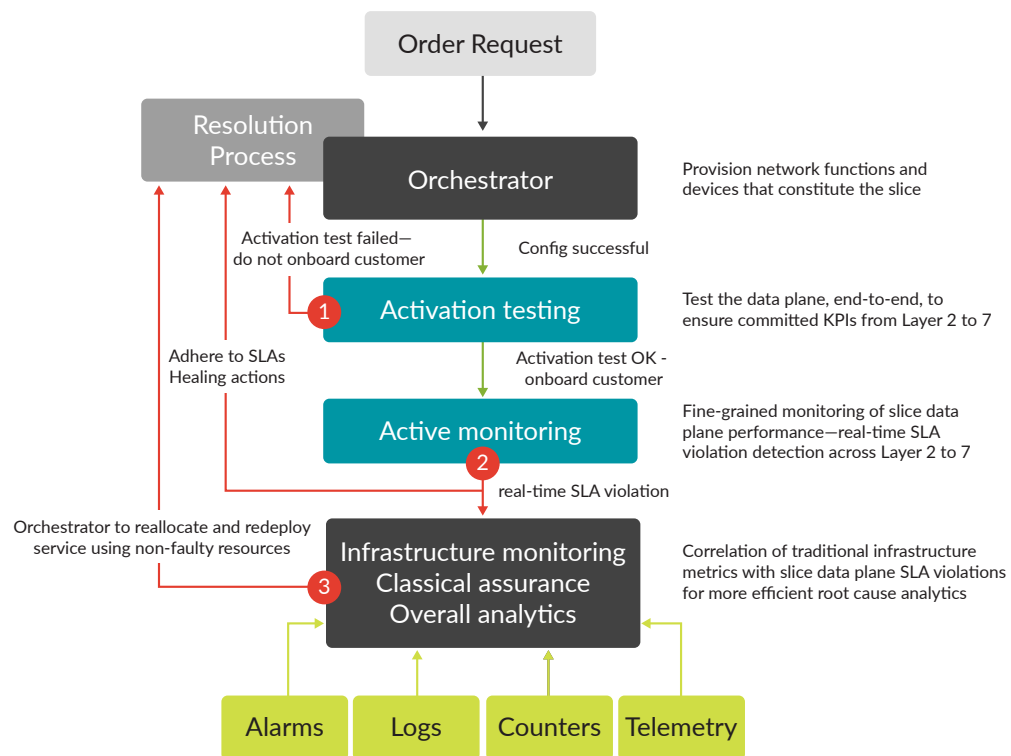 Order Request
Resolution
Process
Orchestrator
Provision network functions and
devices that constitute the slice
Activation test failed—
do not onboard customer
Config successful
1
Activation testing
Test the data plane, end-to-end, to
ensure committed KPIs from Layer 2 to 7
Adhere to SLAs
Healing actions
Activation test OK -
onboard customer
Active monitoring
2
Fine-grained monitoring of slice data
plane performance—real-time SLA
violation detection across Layer 2 to 7
real-time SLA violation
Orchestrator to reallocate and redeploy
service using non-faulty resources
3
Infrastructure monitoring
Classical assurance
Overall analytics
Correlation of traditional infrastructure
metrics with slice data plane SLA violations
for more efficient root cause analytics
Alarms
Logs
Counters
Telemetry